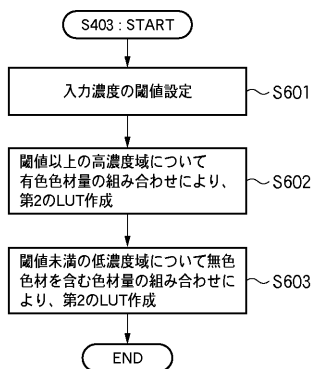 S403 : START
入力濃度の閾値設定
S601
閾値以上の高濃度域について
有色色材量の組み合わせにより、
第2のLUT作成
S602
閾値未満の低濃度域について無色
色材を含む色材量の組み合わせに
より、第2のLUT作成
S603
END